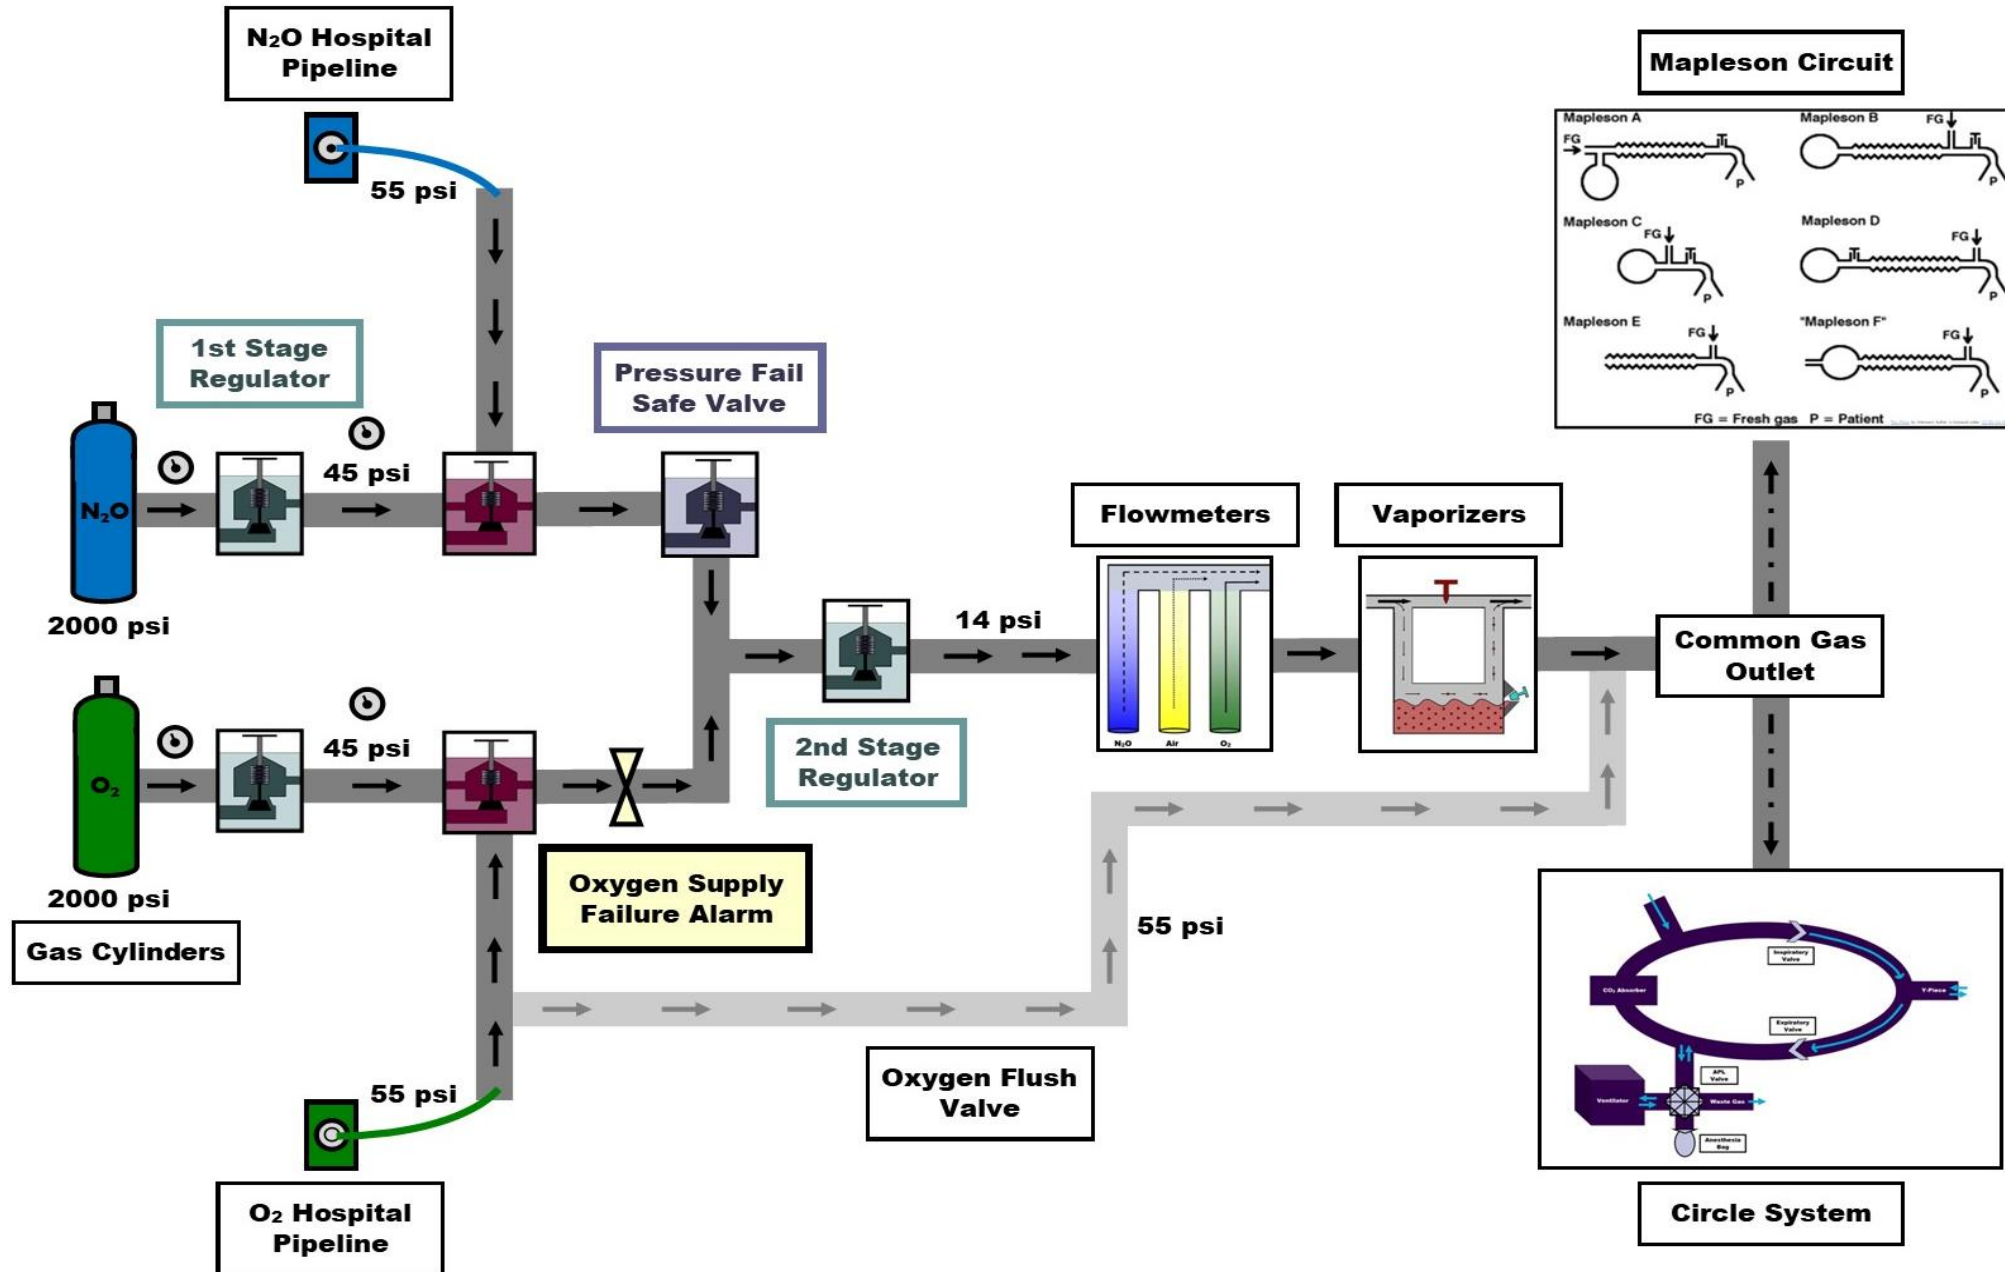 N₂O Hospital
Pipeline
55 psi
Mapleson Circuit
Mapleson A
FG
P
Mapleson B
FG
P
Mapleson C
FG
P
Mapleson D
FG
P
Mapleson E
FG
P
"Mapleson F"
FG
P
FG = Fresh gas P = Patient
1st Stage
Regulator
Pressure Fail
Safe Valve
45 psi
N₂O
2000 psi
Flowmeters
N₂O Air O₂
Vaporizers
14 psi
Common Gas
Outlet
45 psi
O₂
2000 psi
Gas Cylinders
2nd Stage
Regulator
Oxygen Supply
Failure Alarm
55 psi
Oxygen Flush
Valve
55 psi
O₂ Hospital
Pipeline
Inspiratory
Valve
CO₂ Absorber
Y-Piece
Expiratory
Valve
APL
Valve
Ventilator
Waste Gas
Anesthesia
Bag
Circle System